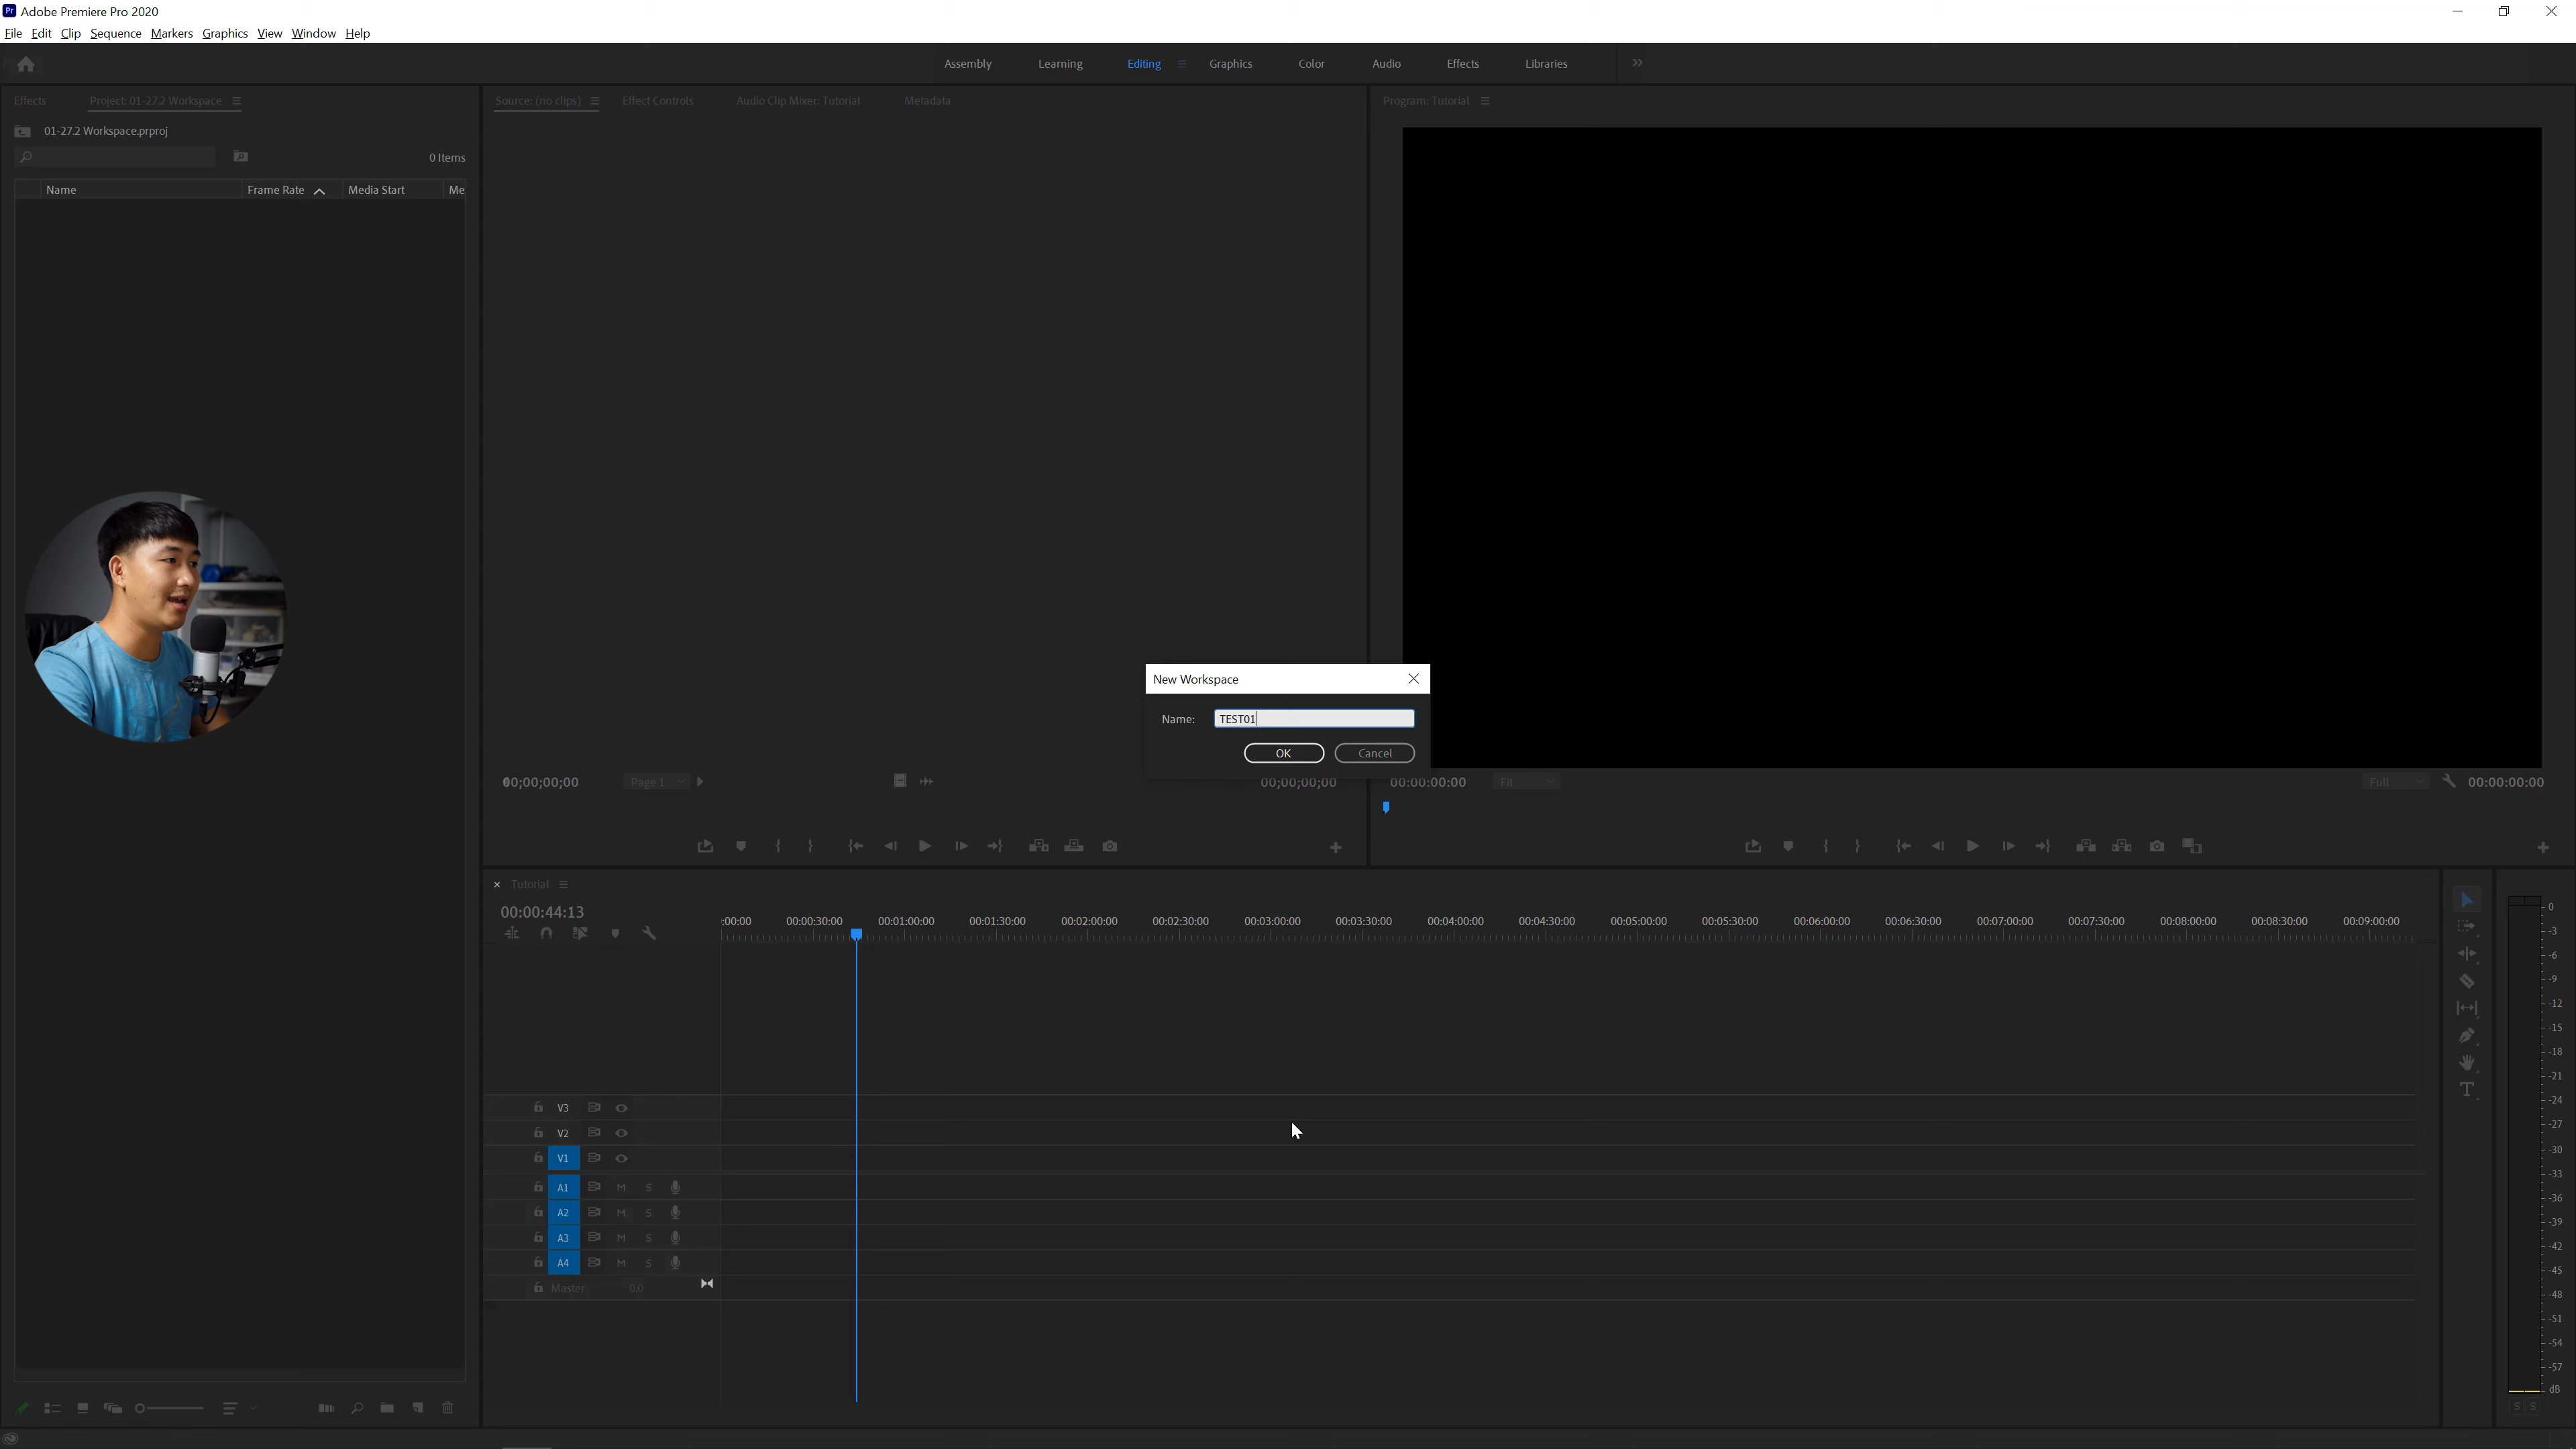 Pr Adobe Premiere Pro 2020
File Edit Clip Sequence Markers Graphics View Window Help
Assembly Learning Editing Graphics Color Audio Effects Libraries
Effects Project: 01-27.2 Workspace
01-27.2 Workspace.prproj
0 Items
Name Frame Rate Media Start Me
Source: (no clips) Effect Controls Audio Clip Mixer: Tutorial Metadata
Program: Tutorial
New Workspace
Name: TEST01
OK Cancel
00;00;00;00 Page 1 00;00;00;00
00:00:00:00 Fit Full 00:00:00:00
Tutorial
00:00:44:13
:00:00 00:00:30:00 00:01:00:00 00:01:30:00 00:02:00:00 00:02:30:00 00:03:00:00 00:03:30:00 00:04:00:00 00:04:30:00 00:05:00:00 00:05:30:00 00:06:00:00 00:06:30:00 00:07:00:00 00:07:30:00 00:08:00:00 00:08:30:00 00:09:00:00
V3
V2
V1
A1 M S
A2 M S
A3 M S
A4 M S
Master 0.0
0
-3
-6
-9
-12
-15
-18
-21
-24
-27
-30
-33
-36
-39
-42
-45
-48
-51
-54
-57
dB
S S